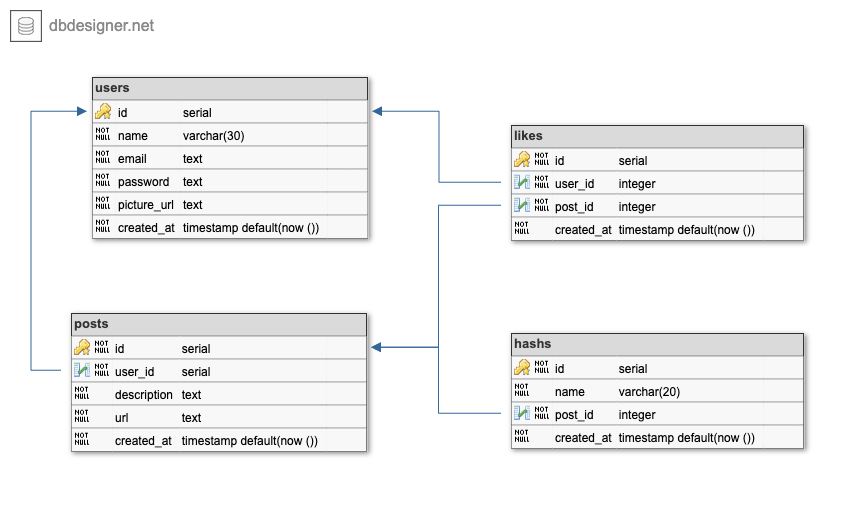 dbdesigner.net
users
id serial
NOT NULL name varchar(30)
NOT NULL email text
NOT NULL password text
NOT NULL picture_url text
NOT NULL created_at timestamp default(now ())
likes
NOT NULL id serial
NOT NULL user_id integer
NOT NULL post_id integer
NOT NULL created_at timestamp default(now ())
posts
NOT NULL id serial
NOT NULL user_id serial
NOT NULL description text
NOT NULL url text
NOT NULL created_at timestamp default(now ())
hashs
NOT NULL id serial
NOT NULL name varchar(20)
NOT NULL post_id integer
NOT NULL created_at timestamp default(now ())